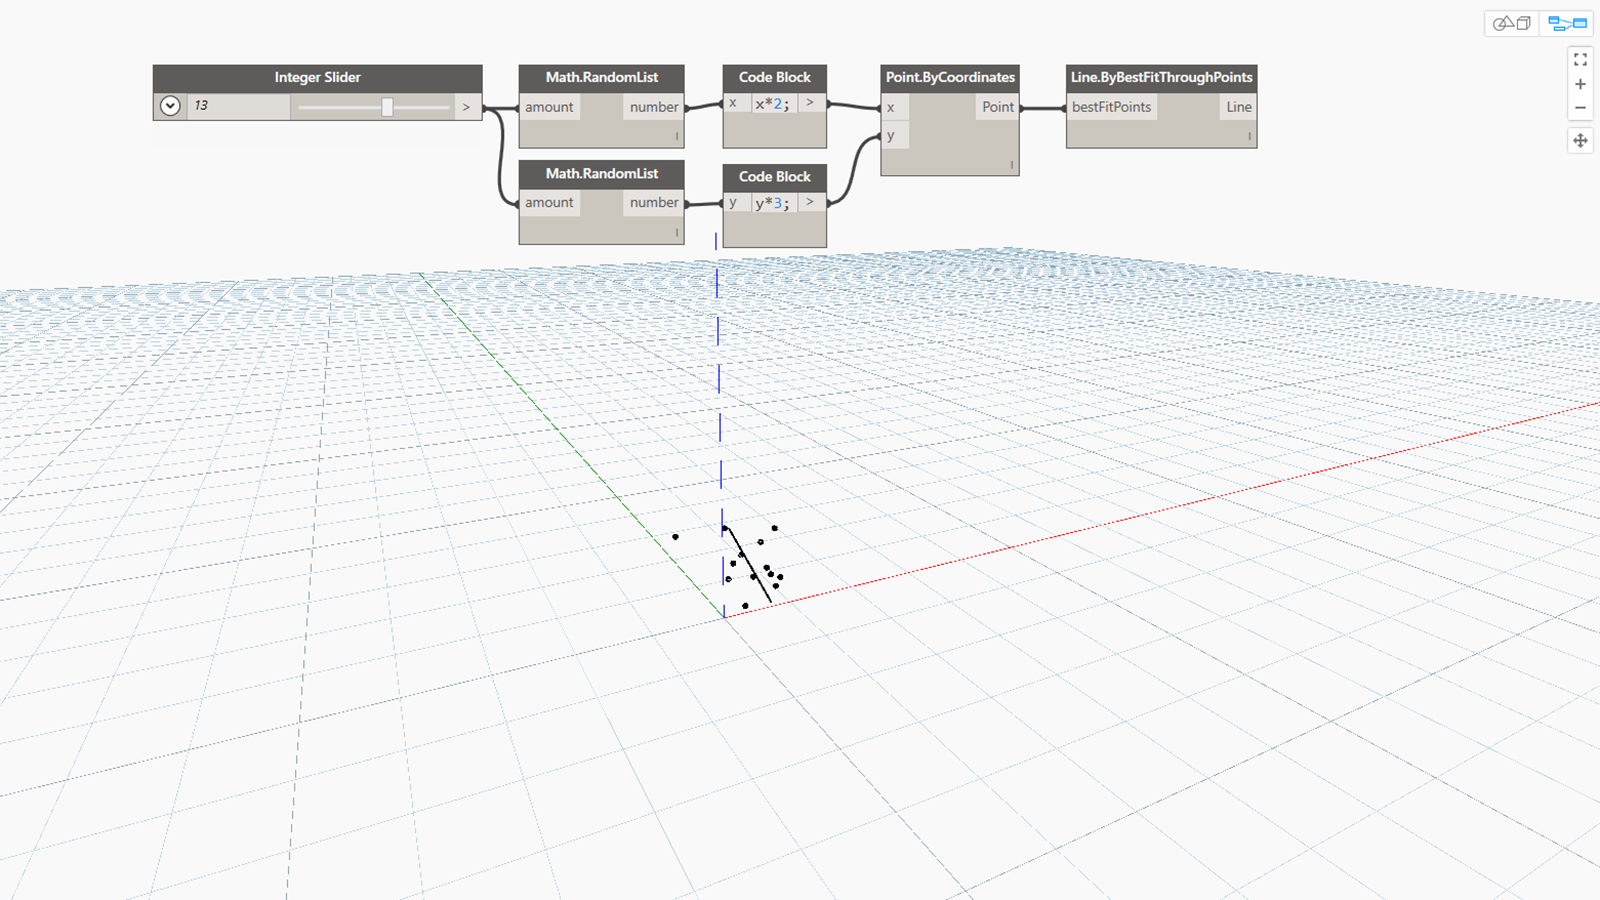 Integer Slider
13 >
Math.RandomList
amount number
Code Block
x x*2; >
Point.ByCoordinates
x Point
y
Line.ByBestFitThroughPoints
bestFitPoints Line
Math.RandomList
amount number
Code Block
y y*3; >